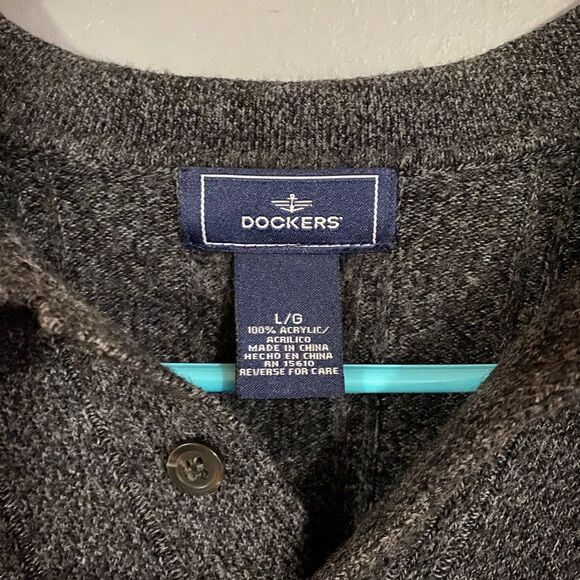 DOCKERS®
L/G
100% ACRYLIC/
ACRILICO
MADE IN CHINA
HECHO EN CHINA
RN 15610
REVERSE FOR CARE